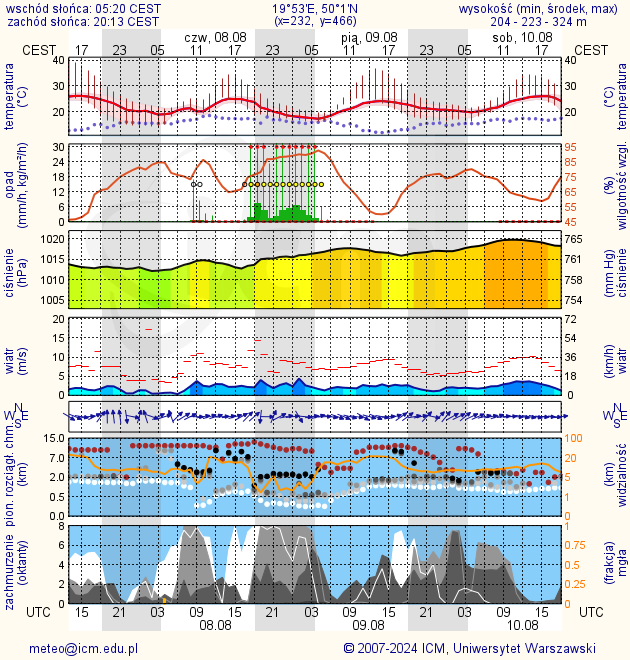 wschód słońca: 05:20 CEST 19°53'E, 50°1'N wysokość (min, środek, max)
zachód słońca: 20:13 CEST (x=232, y=466) 204 - 223 - 324 m
czw, 08.08 pią, 09.08 sob, 10.08
CEST 17 23 05 11 17 23 05 11 17 23 05 11 17 CEST
temperatura (°C) 40 30 20 40 30 20 temperatura (°C)
opad (mm/h, kg/m²/h) 30 24 18 12 6 0 95 85 75 65 55 45 (%) wilgotność wzgl.
ciśnienie (hPa) 1020 1015 1010 1005 765 761 758 754 (mm Hg) ciśnienie
wiatr (m/s) 20 15 10 5 0 72 54 36 18 0 (km/h) wiatr
N W E S N W E S
pion. rozciągł. chm. (km) 15.0 7.0 2.0 0.5 0.0 100 20 5 1 0 (km) widzialność
zachmurzenie (oktanty) 8 6 4 2 0 1 0.75 0.5 0.25 0 (frakcja) mgła
UTC 15 21 03 09 15 21 03 09 15 21 03 09 15 UTC
08.08 09.08 10.08
meteo@icm.edu.pl © 2007-2024 ICM, Uniwersytet Warszawski